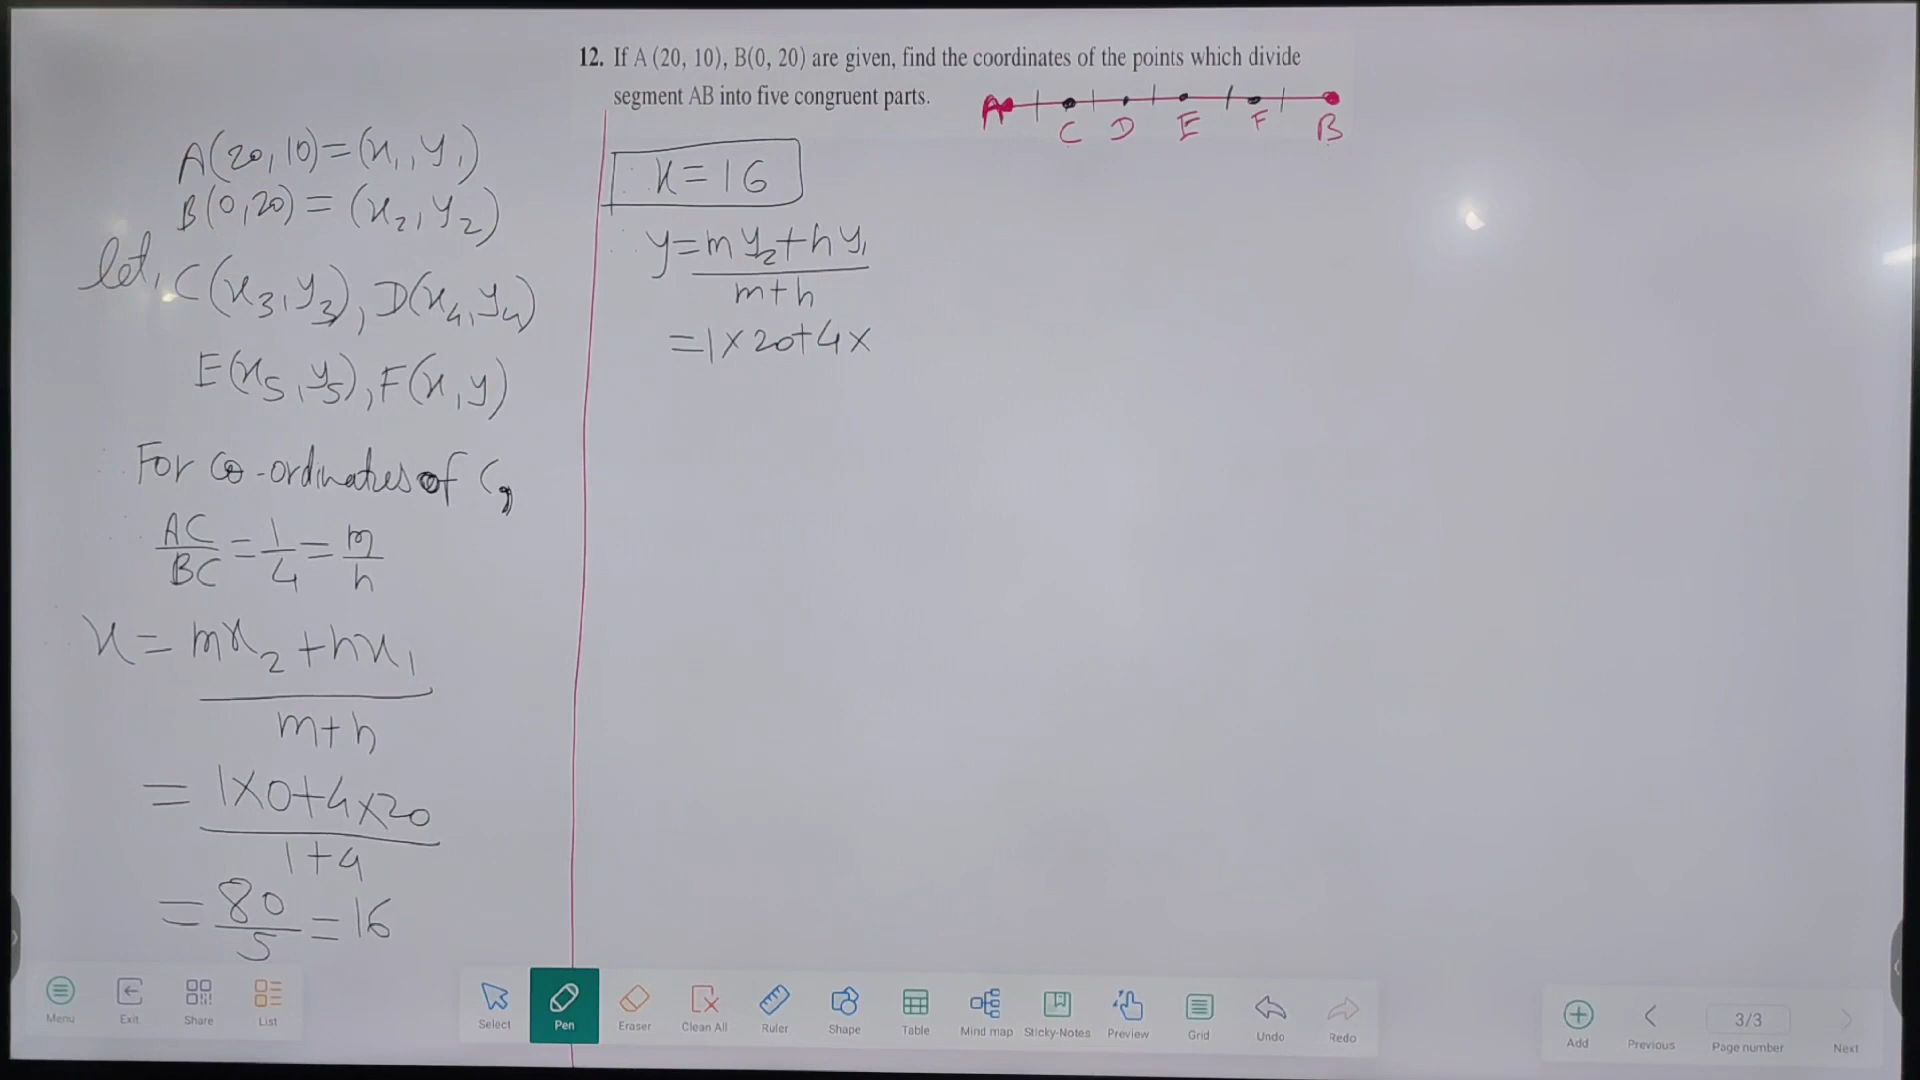 12. If A (20, 10), B(0, 20) are given, find the coordinates of the points which divide
segment AB into five congruent parts.
A C D E F B
A(20,10)=(x₁,y₁)
B(0,20)=(x₂,y₂)
let, C(x₃,y₃), D(x₄,y₄)
E(x₅,y₅), F(x,y)
For co-ordinates of C,
AC/BC = 1/4 = m/n
x = mx₂+nx₁
m+n
= 1×0+4×20
1+4
= 80/5 = 16
x=16
y=my₂+ny₁
m+n
=1×20+4×
Menu
Exit
Share
List
Select
Pen
Eraser
Clean All
Ruler
Shape
Table
Mind map
Sticky-Notes
Preview
Grid
Undo
Redo
Add
Previous
3/3
Page number
Next